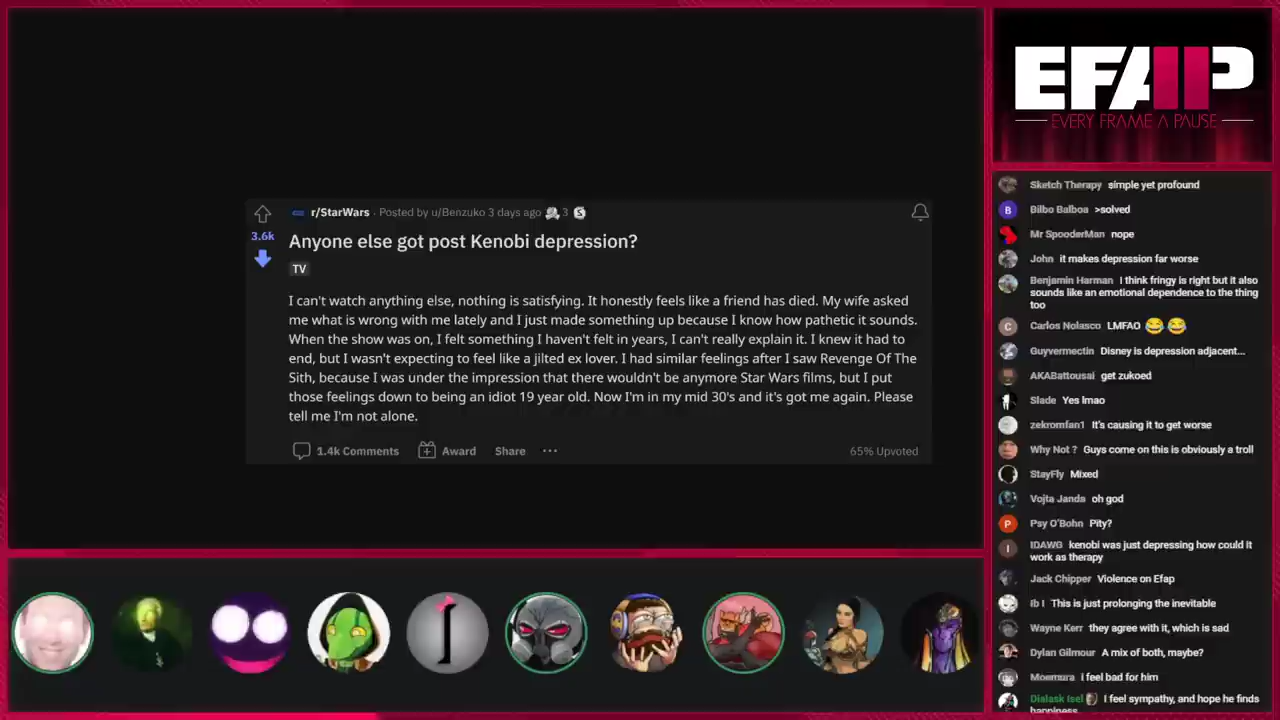 r/StarWars · Posted by u/Benzuko 3 days ago 3
3.6k
Anyone else got post Kenobi depression?
TV
I can't watch anything else, nothing is satisfying. It honestly feels like a friend has died. My wife asked
me what is wrong with me lately and I just made something up because I know how pathetic it sounds.
When the show was on, I felt something I haven't felt in years, I can't really explain it. I knew it had to
end, but I wasn't expecting to feel like a jilted ex lover. I had similar feelings after I saw Revenge Of The
Sith, because I was under the impression that there wouldn't be anymore Star Wars films, but I put
those feelings down to being an idiot 19 year old. Now I'm in my mid 30's and it's got me again. Please
tell me I'm not alone.
1.4k Comments Award Share ··· 65% Upvoted
EFAP
EVERY FRAME A PAUSE
Sketch Therapy simple yet profound
B Bilbo Balboa >solved
Mr SpooderMan nope
John it makes depression far worse
Benjamin Harman I think fringy is right but it also
sounds like an emotional dependence to the thing
too
C Carlos Nolasco LMFAO 😂😂
Guyvermectin Disney is depression adjacent...
AKABattousai get zukoed
Slade Yes lmao
zekromfan1 It's causing it to get worse
Why Not ? Guys come on this is obviously a troll
StayFly Mixed
Vojta Janda oh god
P Psy O'Bohn Pity?
I IDAWG kenobi was just depressing how could it
work as therapy
Jack Chipper Violence on Efap
Ib I This is just prolonging the inevitable
Wayne Kerr they agree with it, which is sad
Dylan Gilmour A mix of both, maybe?
Moemura i feel bad for him
Dialask Isel I feel sympathy, and hope he finds
happiness